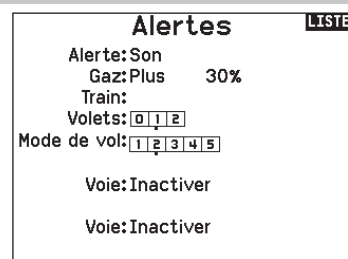 Alertes LISTE
Alerte: Son
Gaz: Plus 30%
Train:
Volets: 0 1 2
Mode de vol: 1 2 3 4 5
Voie: Inactiver
Voie: Inactiver